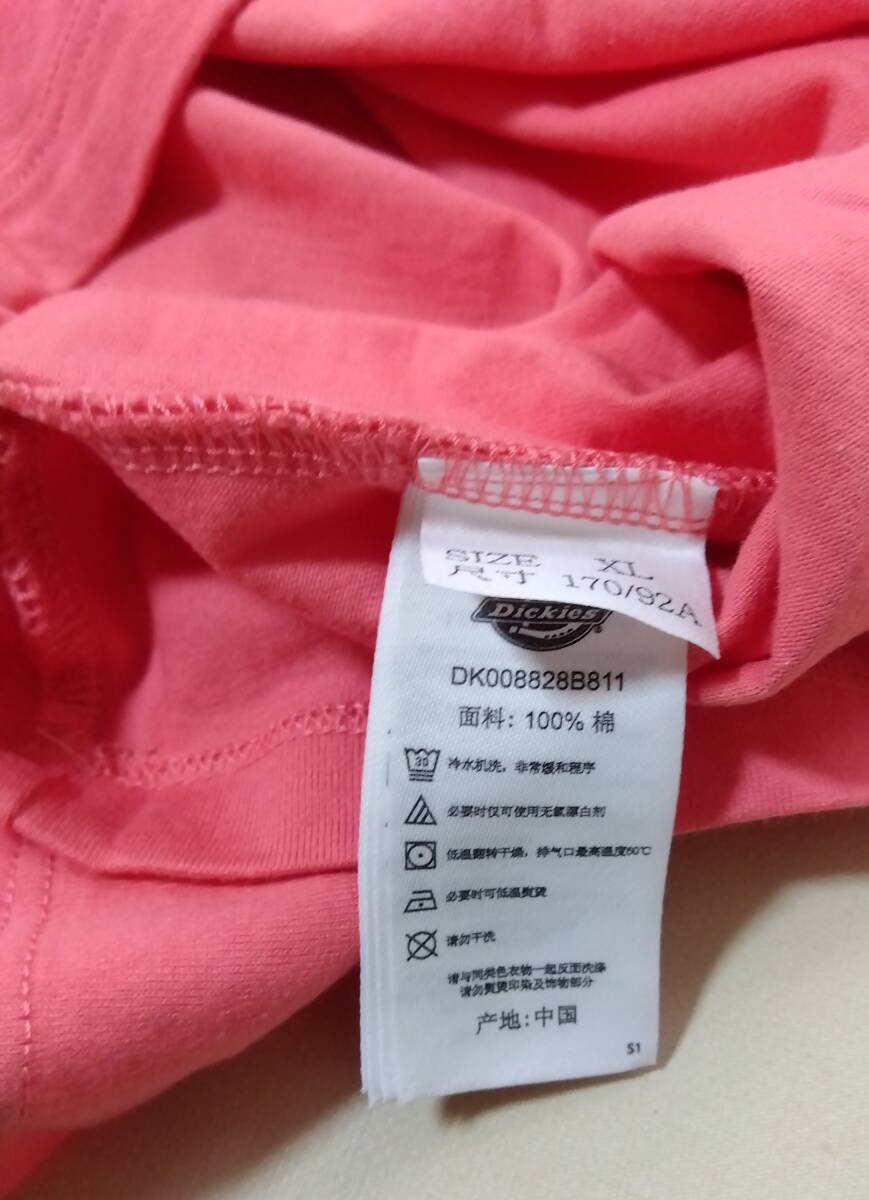 SIZE XL
尺寸 170/92A
Dickies
DK008828B811
面料: 100% 棉
30 冷水机洗，非常缓和程序
必要时仅可使用无氯漂白剂
低温翻转干燥，排气口最高温度60℃
必要时可低温熨烫
请勿干洗
请与同类色衣物一起反面洗涤
请勿熨烫印染及饰物部分
产地: 中国
S1